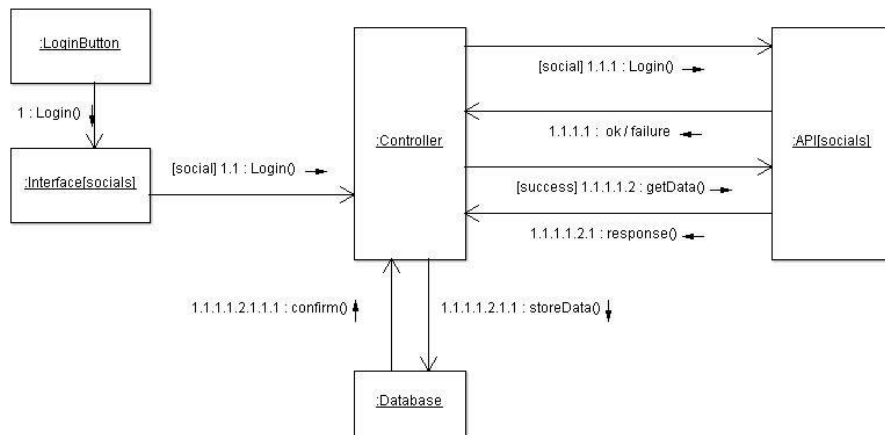 :LoginButton
1 : Login()
:Interface[socials]
[social] 1.1 : Login()
:Controller
[social] 1.1.1 : Login()
1.1.1.1 : ok / failure
[success] 1.1.1.1.2 : getData()
1.1.1.1.2.1 : response()
:API[socials]
1.1.1.1.2.1.1.1 : confirm()
1.1.1.1.2.1.1 : storeData()
:Database